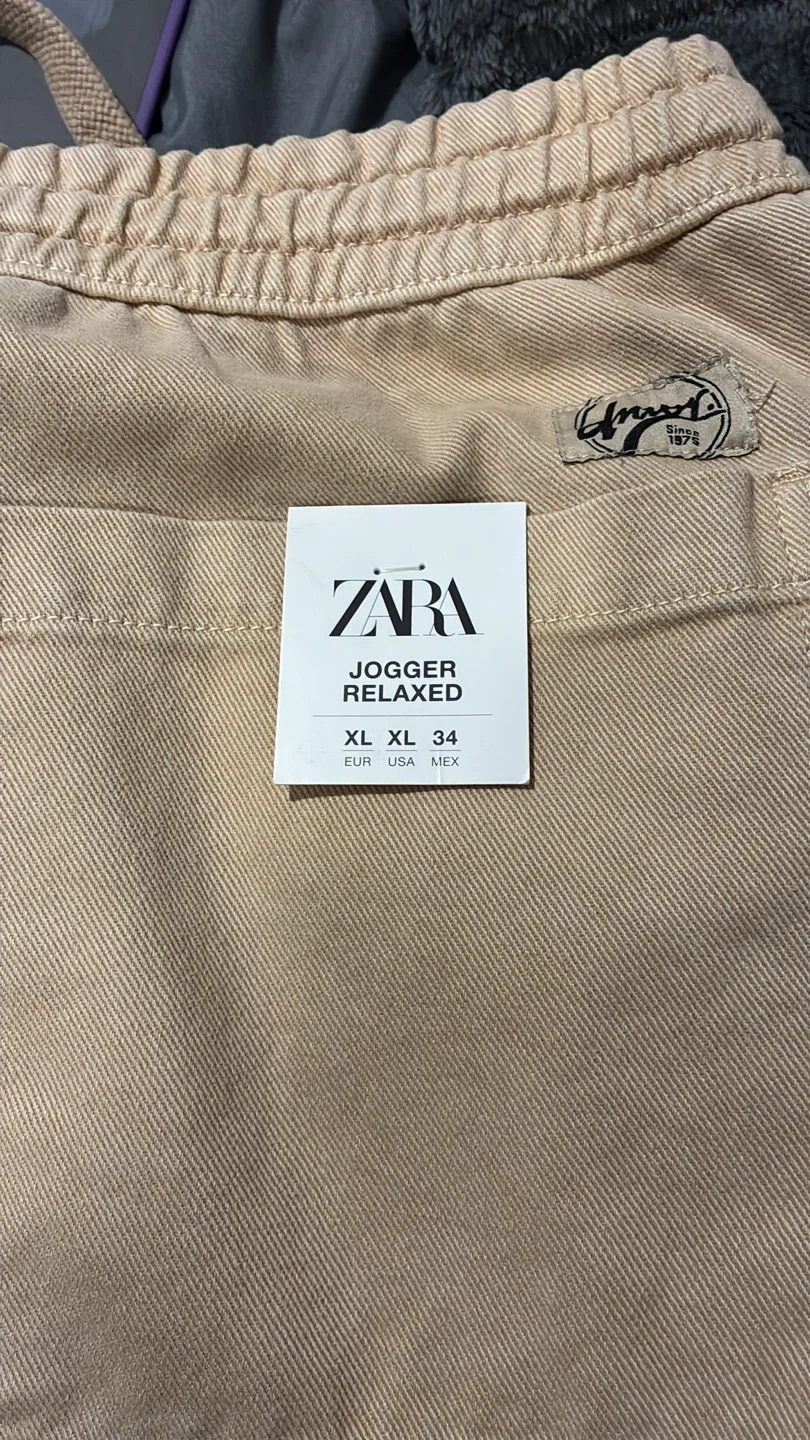 Since
1975
ZARA
JOGGER
RELAXED
XL XL 34
EUR USA MEX